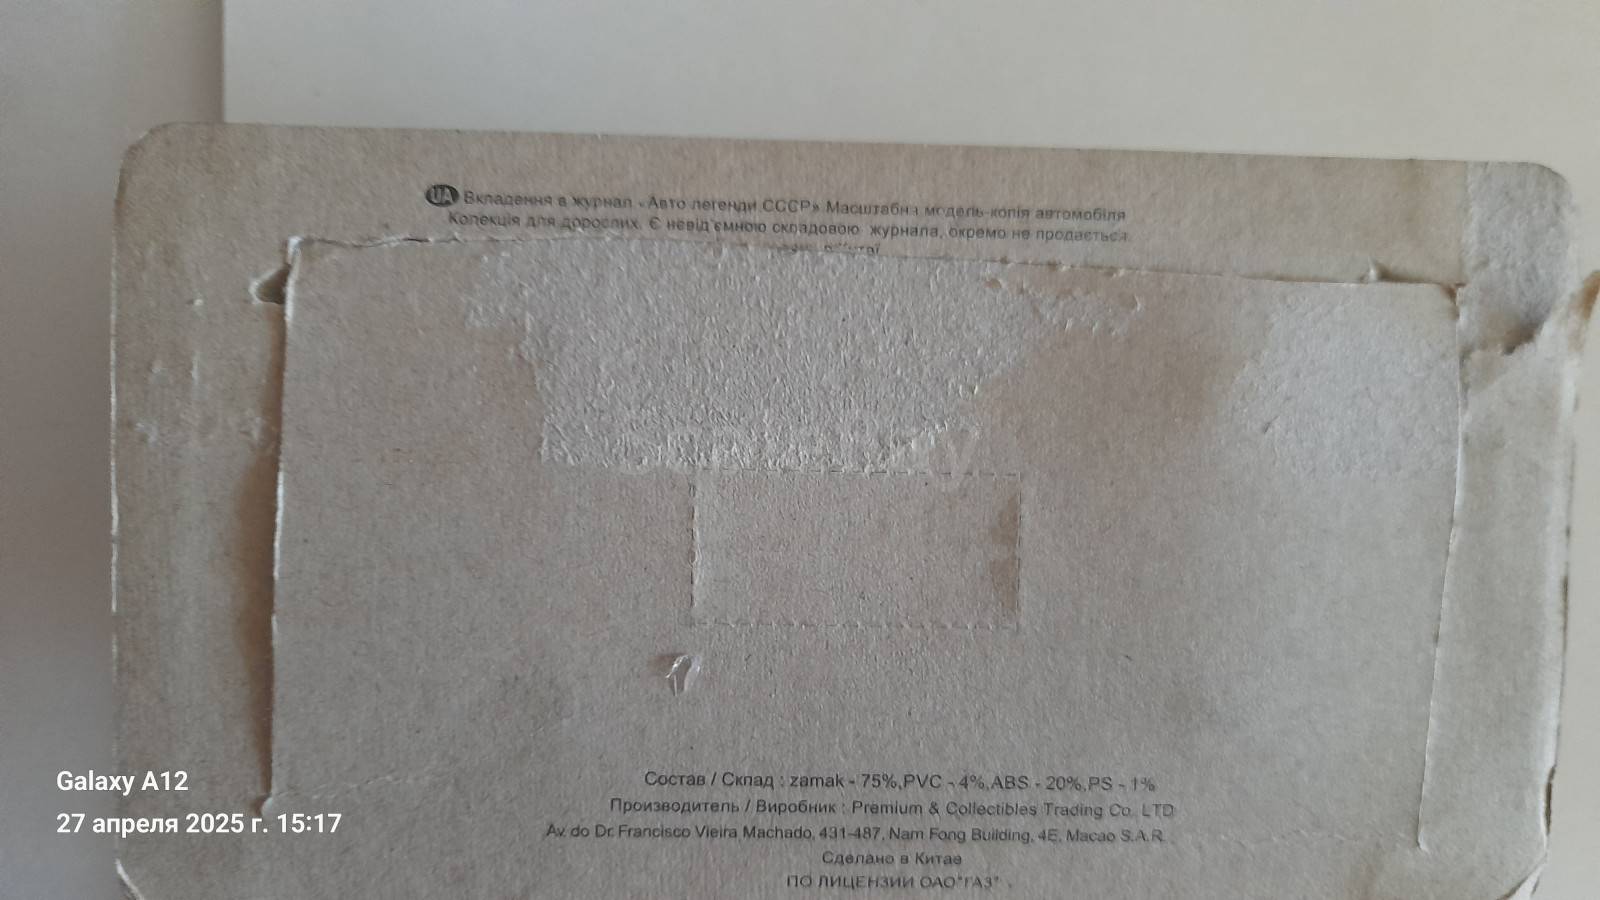 UA Вкладення в журнал «Авто легенди СССР» Масштабна модель-копія автомобіля
Колекція для дорослих. Є невід'ємною складовою журнала, окремо не продається.
Состав / Склад : zamak - 75%,PVC - 4%,ABS - 20%,PS - 1%
Производитель / Виробник : Premium & Collectibles Trading Co. LTD
Av. do Dr. Francisco Vieira Machado, 431-487, Nam Fong Building, 4E, Macao S.A.R.
Сделано в Китае
ПО ЛИЦЕНЗИИ ОАО"ГАЗ"
Galaxy A12
27 апреля 2025 г. 15:17